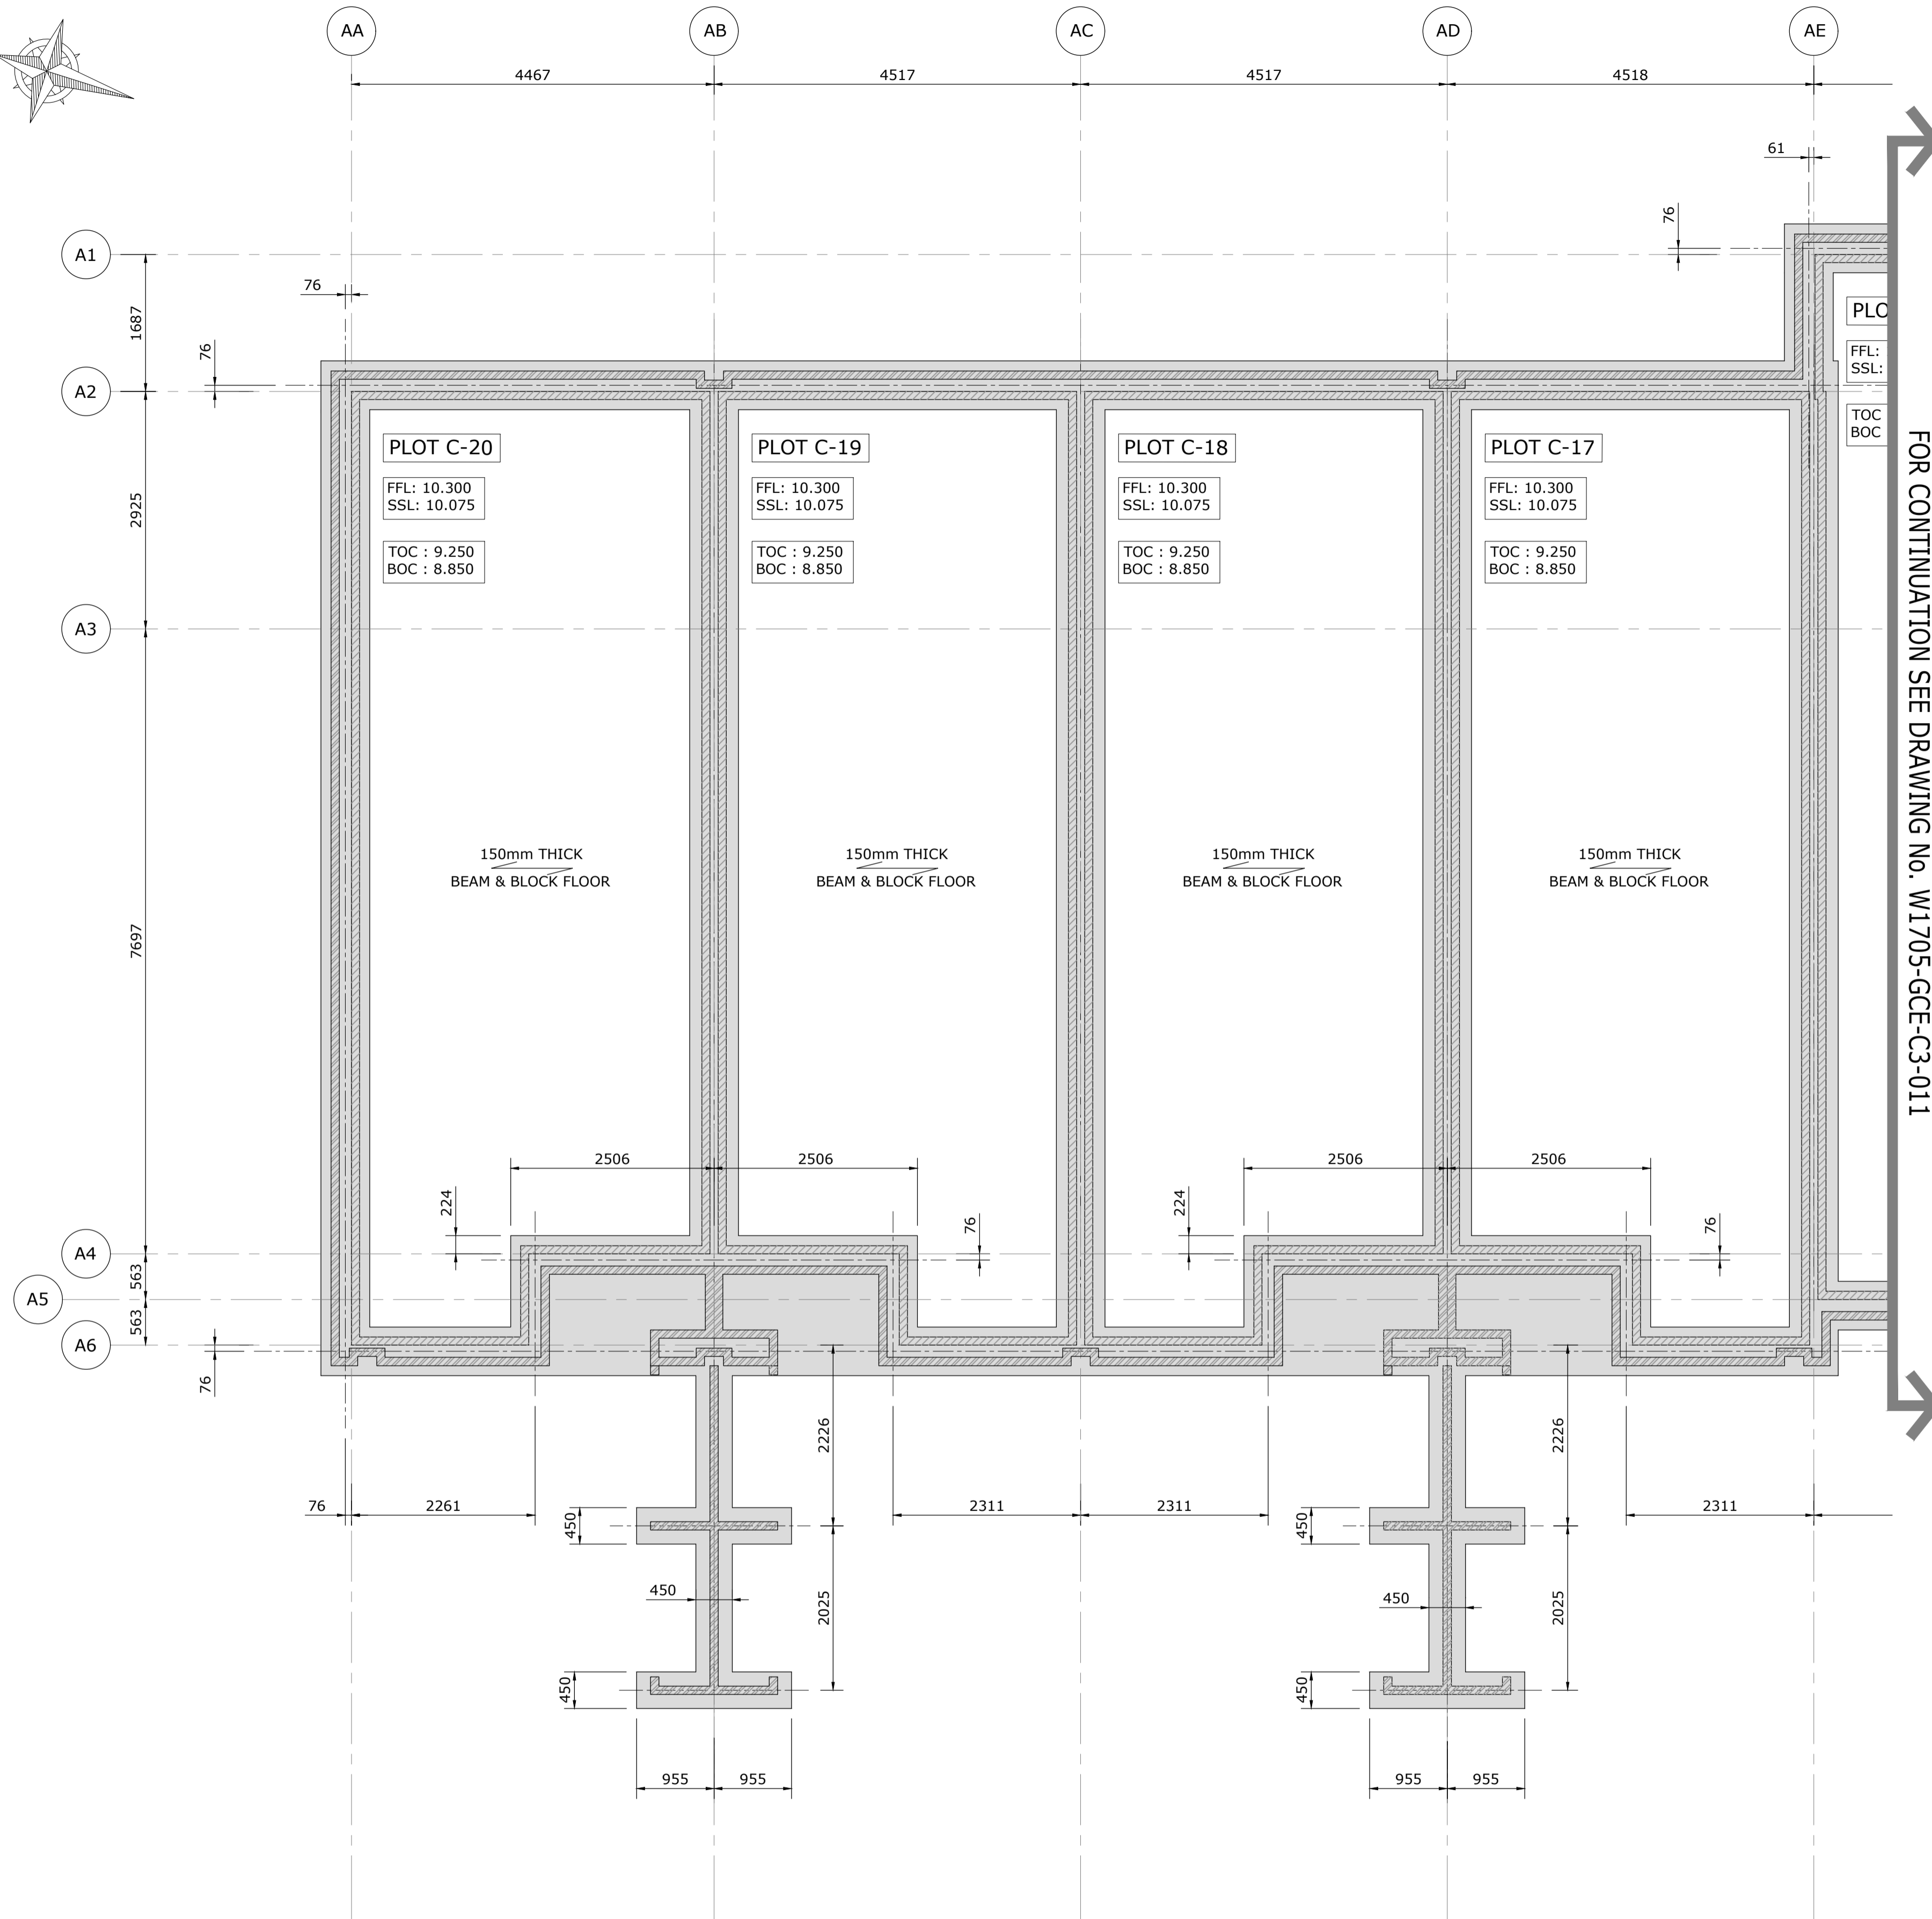 AA
AB
AC
AD
AE
4467
4517
4517
4518
61
76
A1
76
1687
76
A2
PLO
FFL:
SSL:
TOC
BOC
PLOT C-20
PLOT C-19
PLOT C-18
PLOT C-17
FFL: 10.300
SSL: 10.075
FFL: 10.300
SSL: 10.075
FFL: 10.300
SSL: 10.075
FFL: 10.300
SSL: 10.075
TOC : 9.250
BOC : 8.850
TOC : 9.250
BOC : 8.850
TOC : 9.250
BOC : 8.850
TOC : 9.250
BOC : 8.850
2925
A3
FOR CONTINUATION SEE DRAWING No. W1705-GCE-C3-011
7697
150mm THICK
BEAM & BLOCK FLOOR
150mm THICK
BEAM & BLOCK FLOOR
150mm THICK
BEAM & BLOCK FLOOR
150mm THICK
BEAM & BLOCK FLOOR
2506
2506
2506
2506
224
76
224
76
A4
563
A5
563
A6
76
2226
2226
76
2261
2311
2311
2311
450
450
450
450
2025
2025
450
450
955
955
955
955